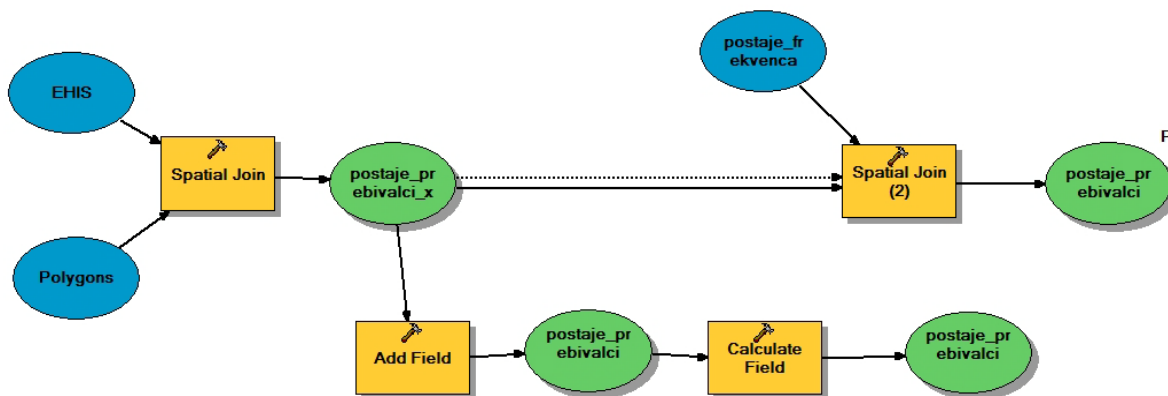 postaje_fr
ekvenca
EHIS
P
Spatial Join
postaje_pr
ebivalci_x
Spatial Join
(2)
postaje_pr
ebivalci
Polygons
Add Field
postaje_pr
ebivalci
Calculate
Field
postaje_pr
ebivalci